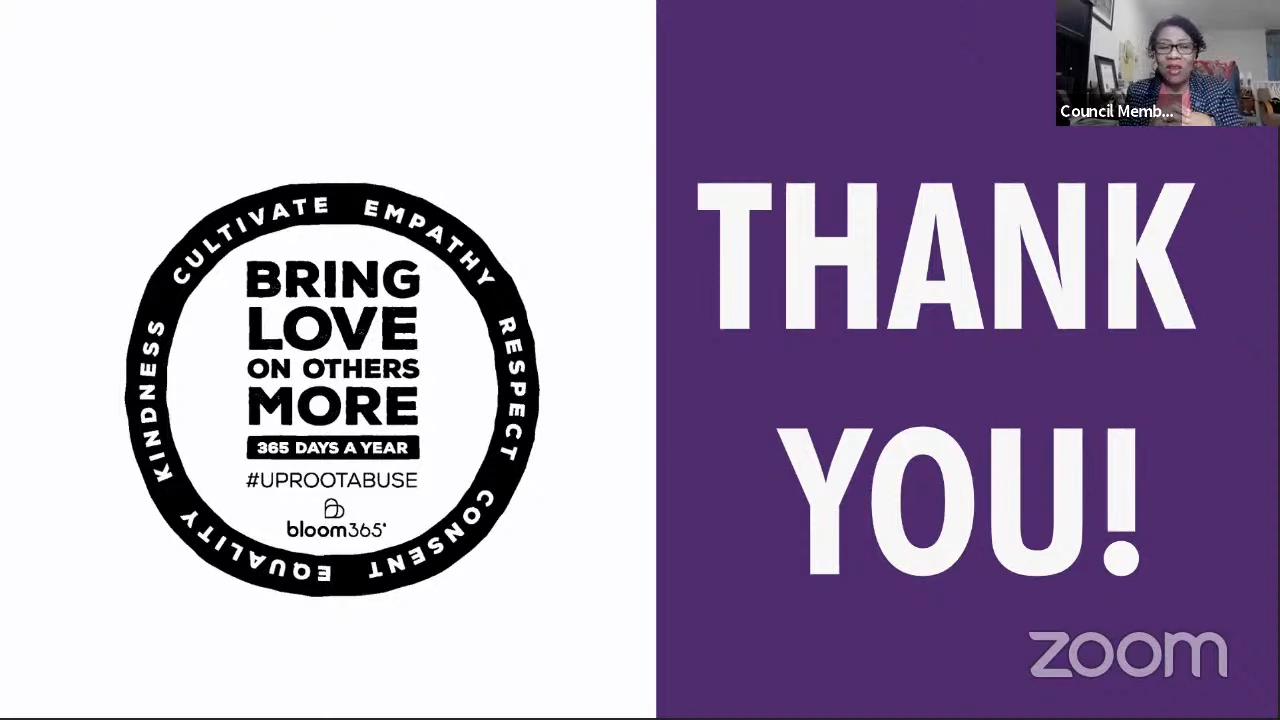 CULTIVATE EMPATHY RESPECT CONSENT EQUALITY KINDNESS
BRING
LOVE
ON OTHERS
MORE
365 DAYS A YEAR
#UPROOTABUSE
bloom365
THANK
YOU!
Council Memb...
zoom